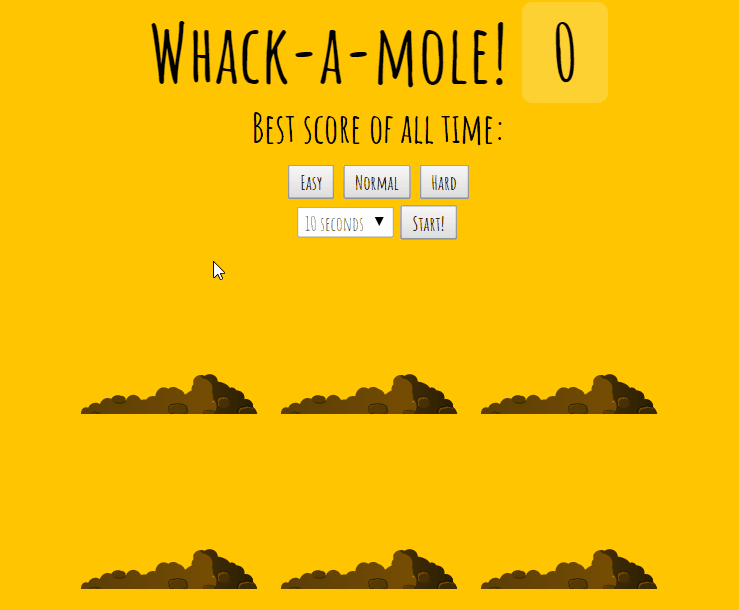 Whack-a-mole! 0
Best score of all time:
Easy Normal Hard
10 seconds Start!